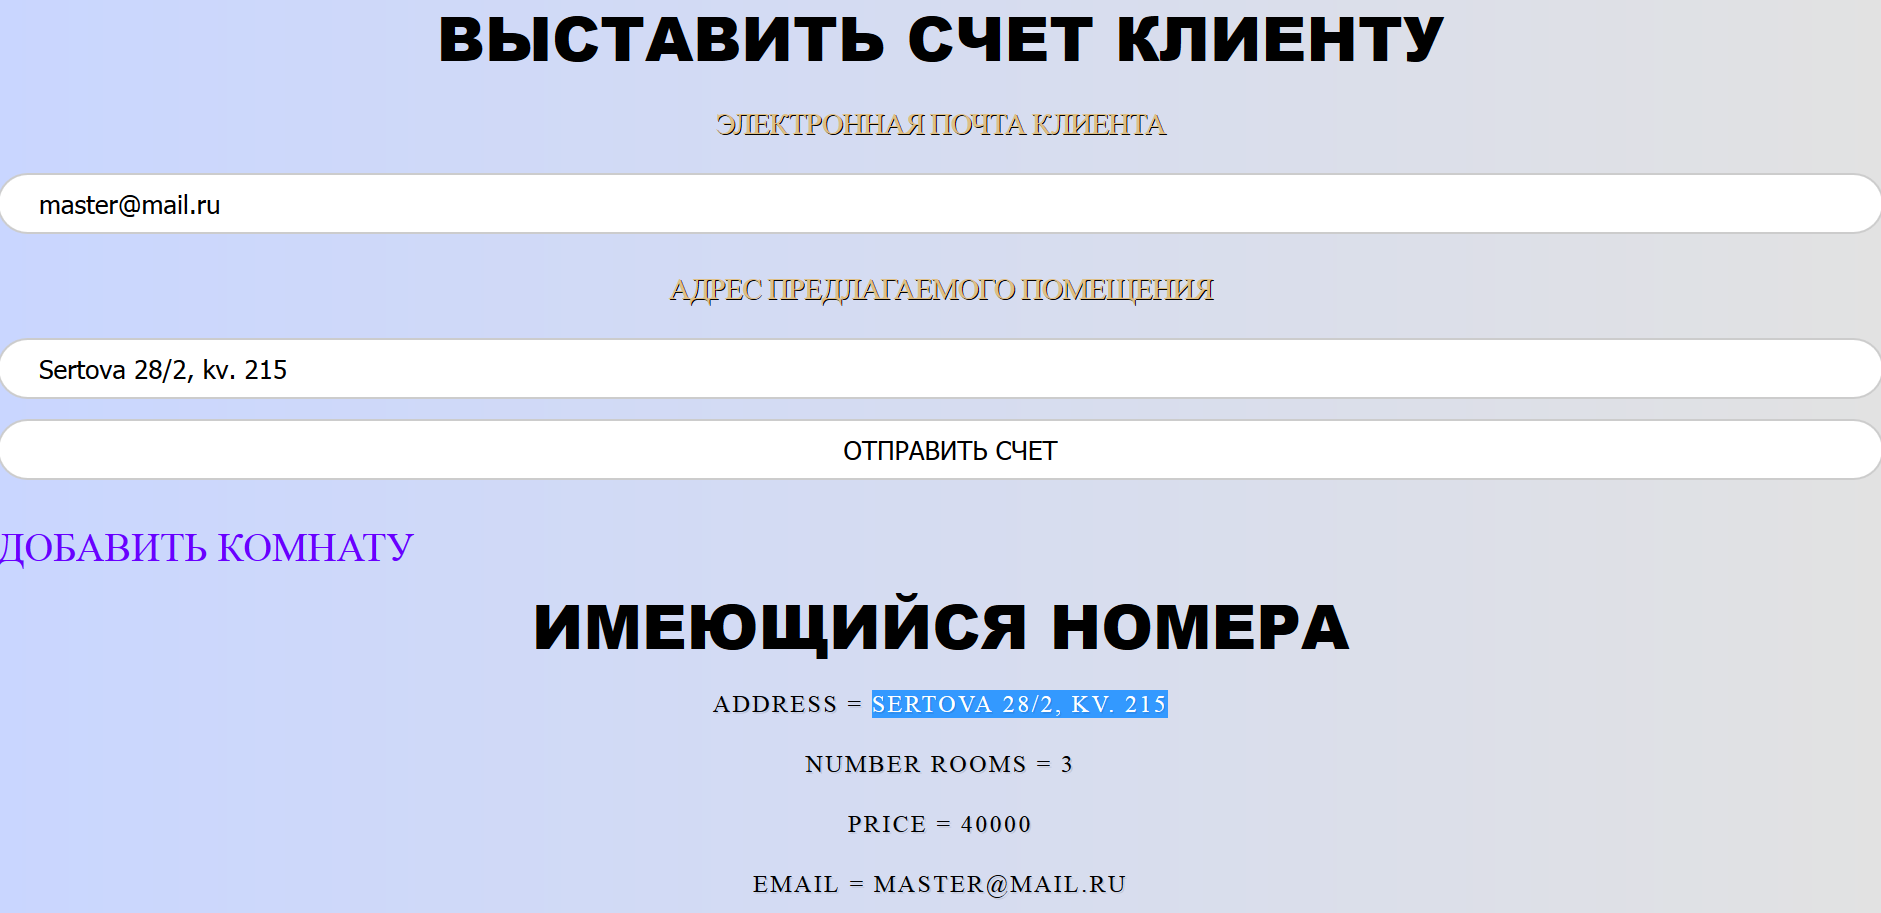 ВЫСТАВИТЬ СЧЕТ КЛИЕНТУ
ЭЛЕКТРОННАЯ ПОЧТА КЛИЕНТА
master@mail.ru
АДРЕС ПРЕДЛАГАЕМОГО ПОМЕЩЕНИЯ
Sertova 28/2, kv. 215
ОТПРАВИТЬ СЧЕТ
ДОБАВИТЬ КОМНАТУ
ИМЕЮЩИЙСЯ НОМЕРА
ADDRESS = SERTOVA 28/2, KV. 215
NUMBER ROOMS = 3
PRICE = 40000
EMAIL = MASTER@MAIL.RU